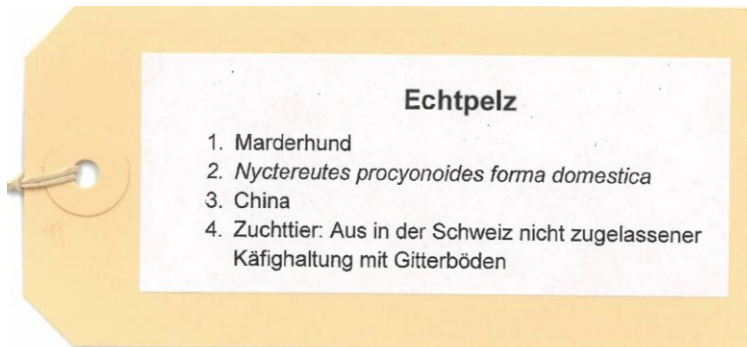 Echtpelz
1. Marderhund
2. Nyctereutes procyonoides forma domestica
3. China
4. Zuchttier: Aus in der Schweiz nicht zugelassener
Käfighaltung mit Gitterböden